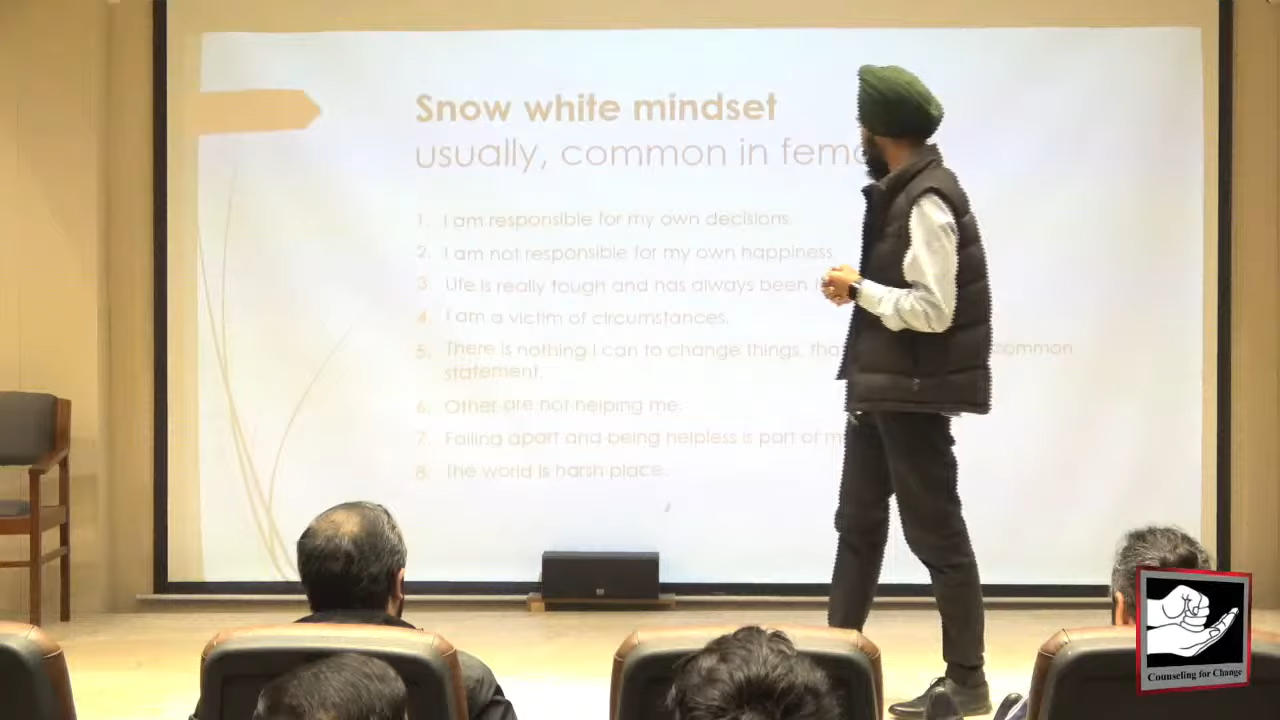 Snow white mindset
usually, common in fema
1. I am responsible for my own decisions.
2. I am not responsible for my own happiness.
3. Life is really tough and has always been
4. I am a victim of circumstances.
5. There is nothing I can to change things, tha common
statement.
6. Other are not helping me.
7. Falling apart and being helpless is part of m
8. The world is harsh place.
Counseling for Change